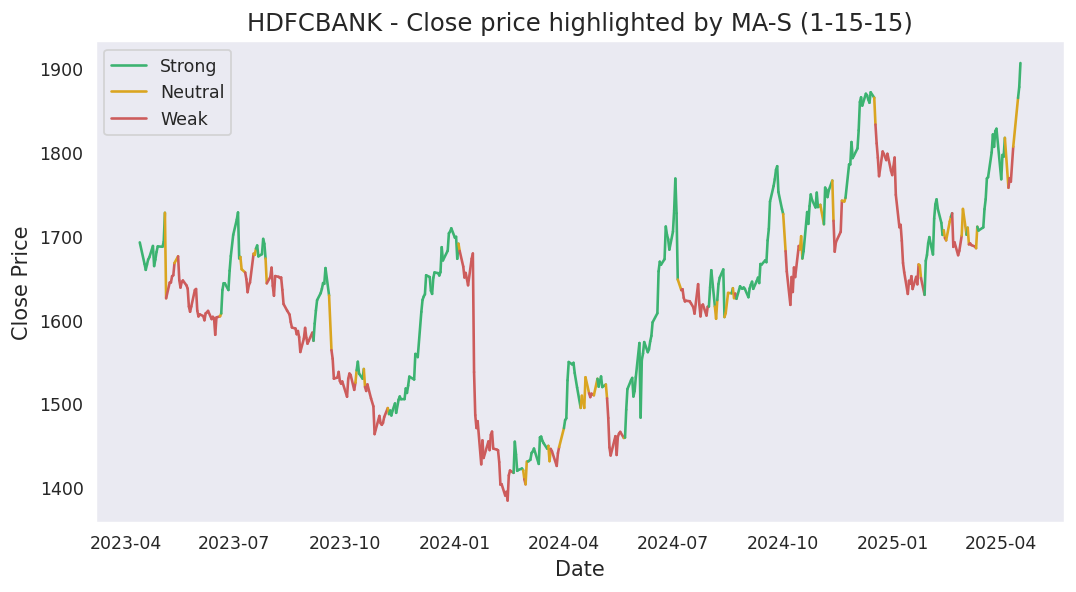 HDFCBANK - Close price highlighted by MA-S (1-15-15)
Strong
Neutral
Weak
Close Price
1900
1800
1700
1600
1500
1400
2023-04 2023-07 2023-10 2024-01 2024-04 2024-07 2024-10 2025-01 2025-04
Date